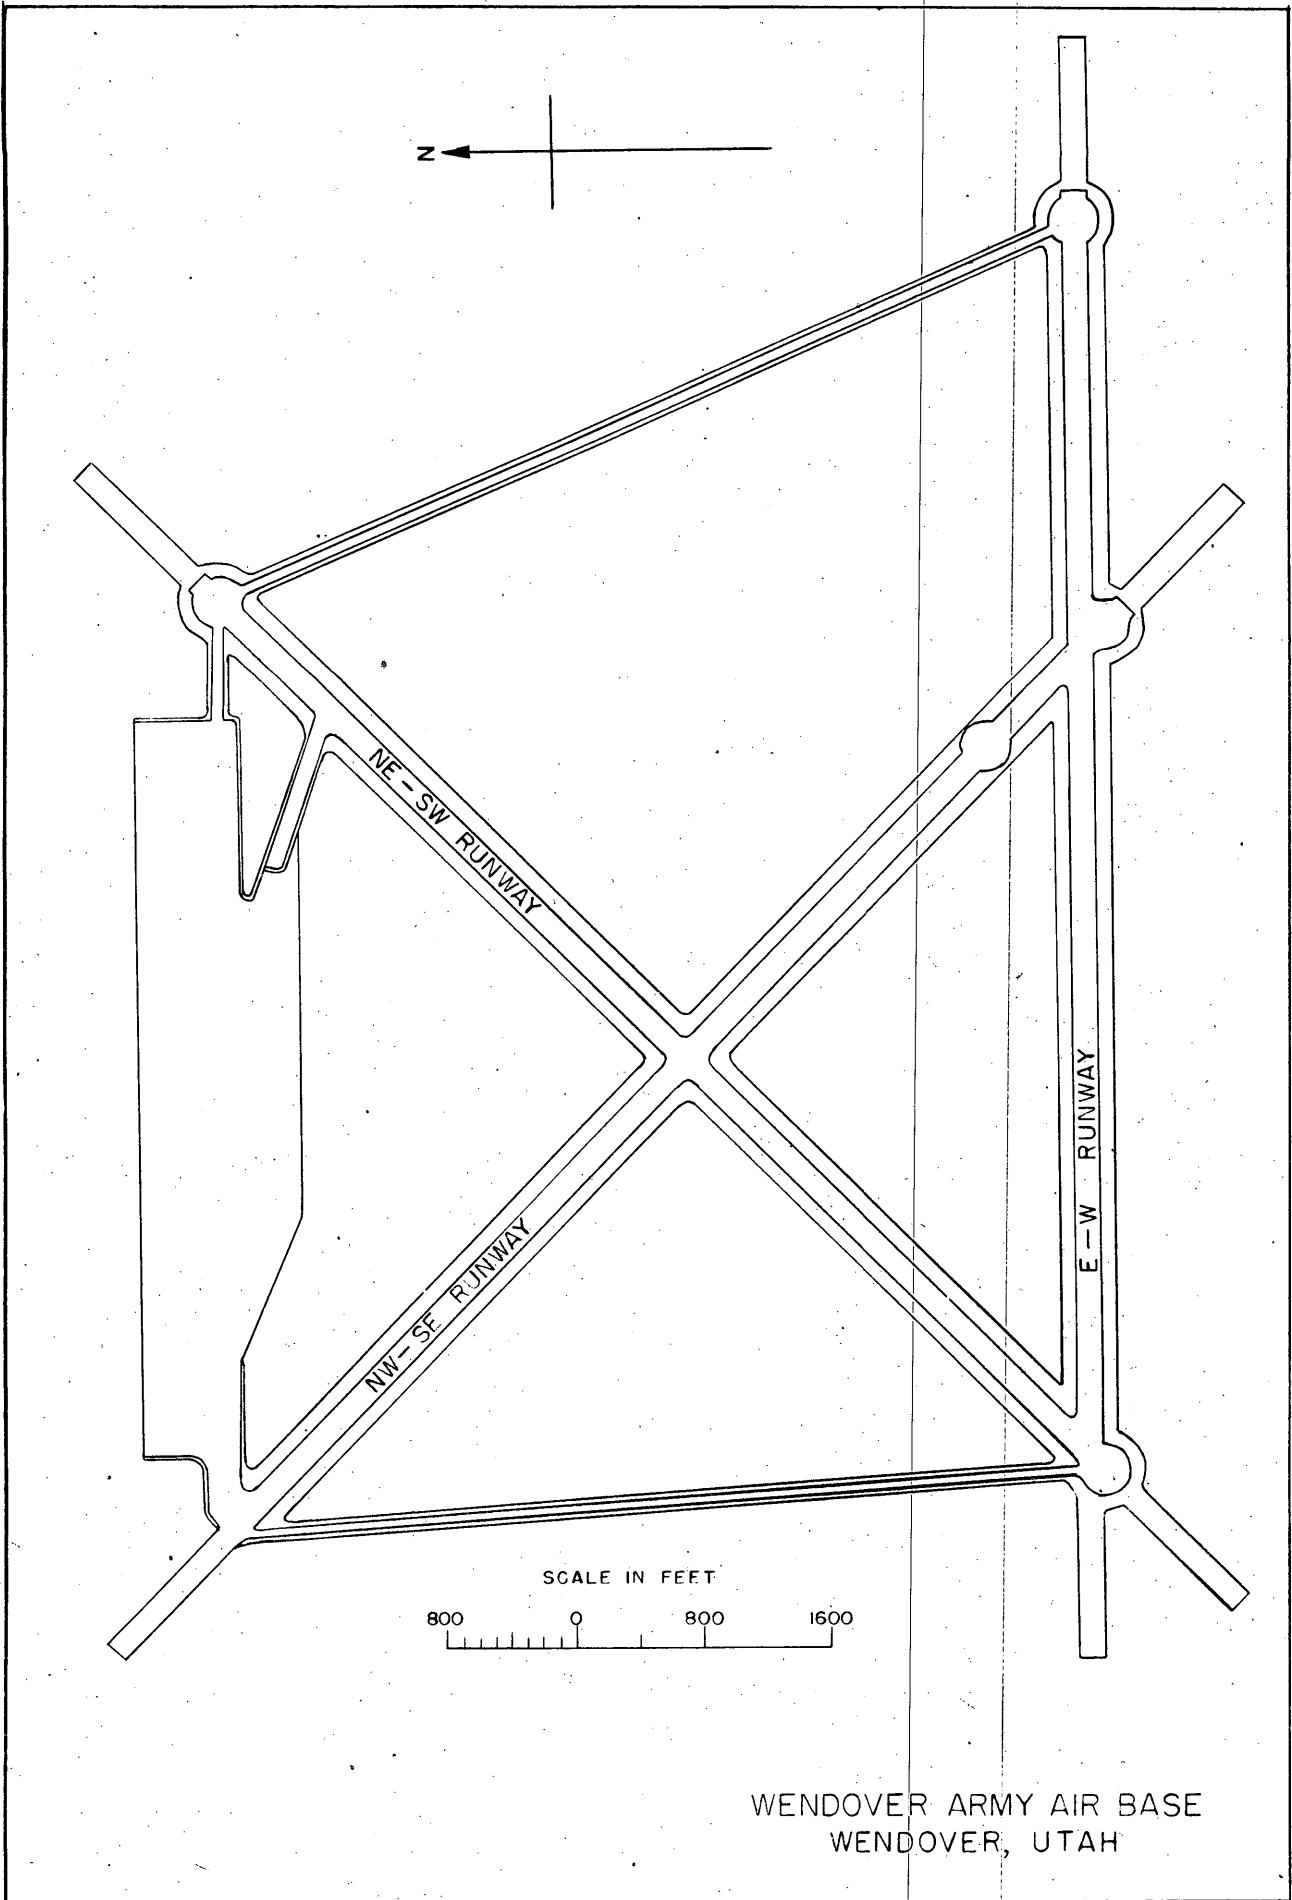 N
NE – SW RUNWAY
E – W RUNWAY
NW – SE RUNWAY
SCALE IN FEET
800 0 800 1600
WENDOVER ARMY AIR BASE
WENDOVER, UTAH